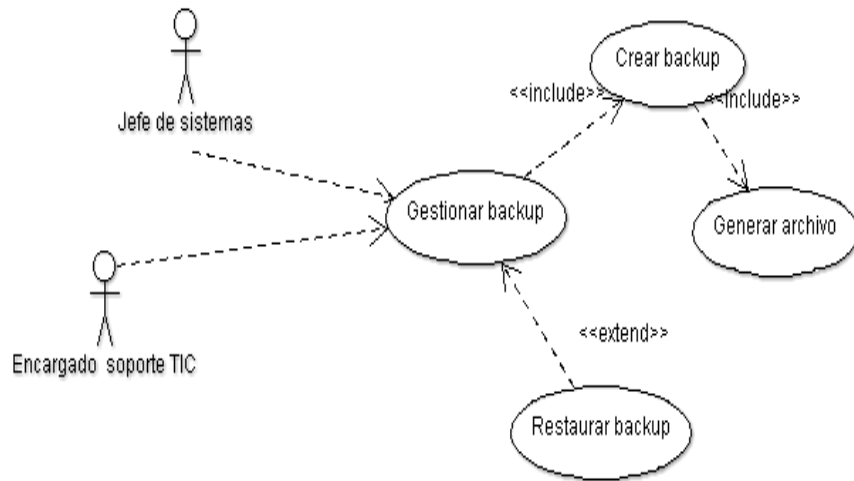 Jefe de sistemas
Crear backup
<<include>>
<<include>>
Gestionar backup
Generar archivo
Encargado soporte TIC
<<extend>>
Restaurar backup